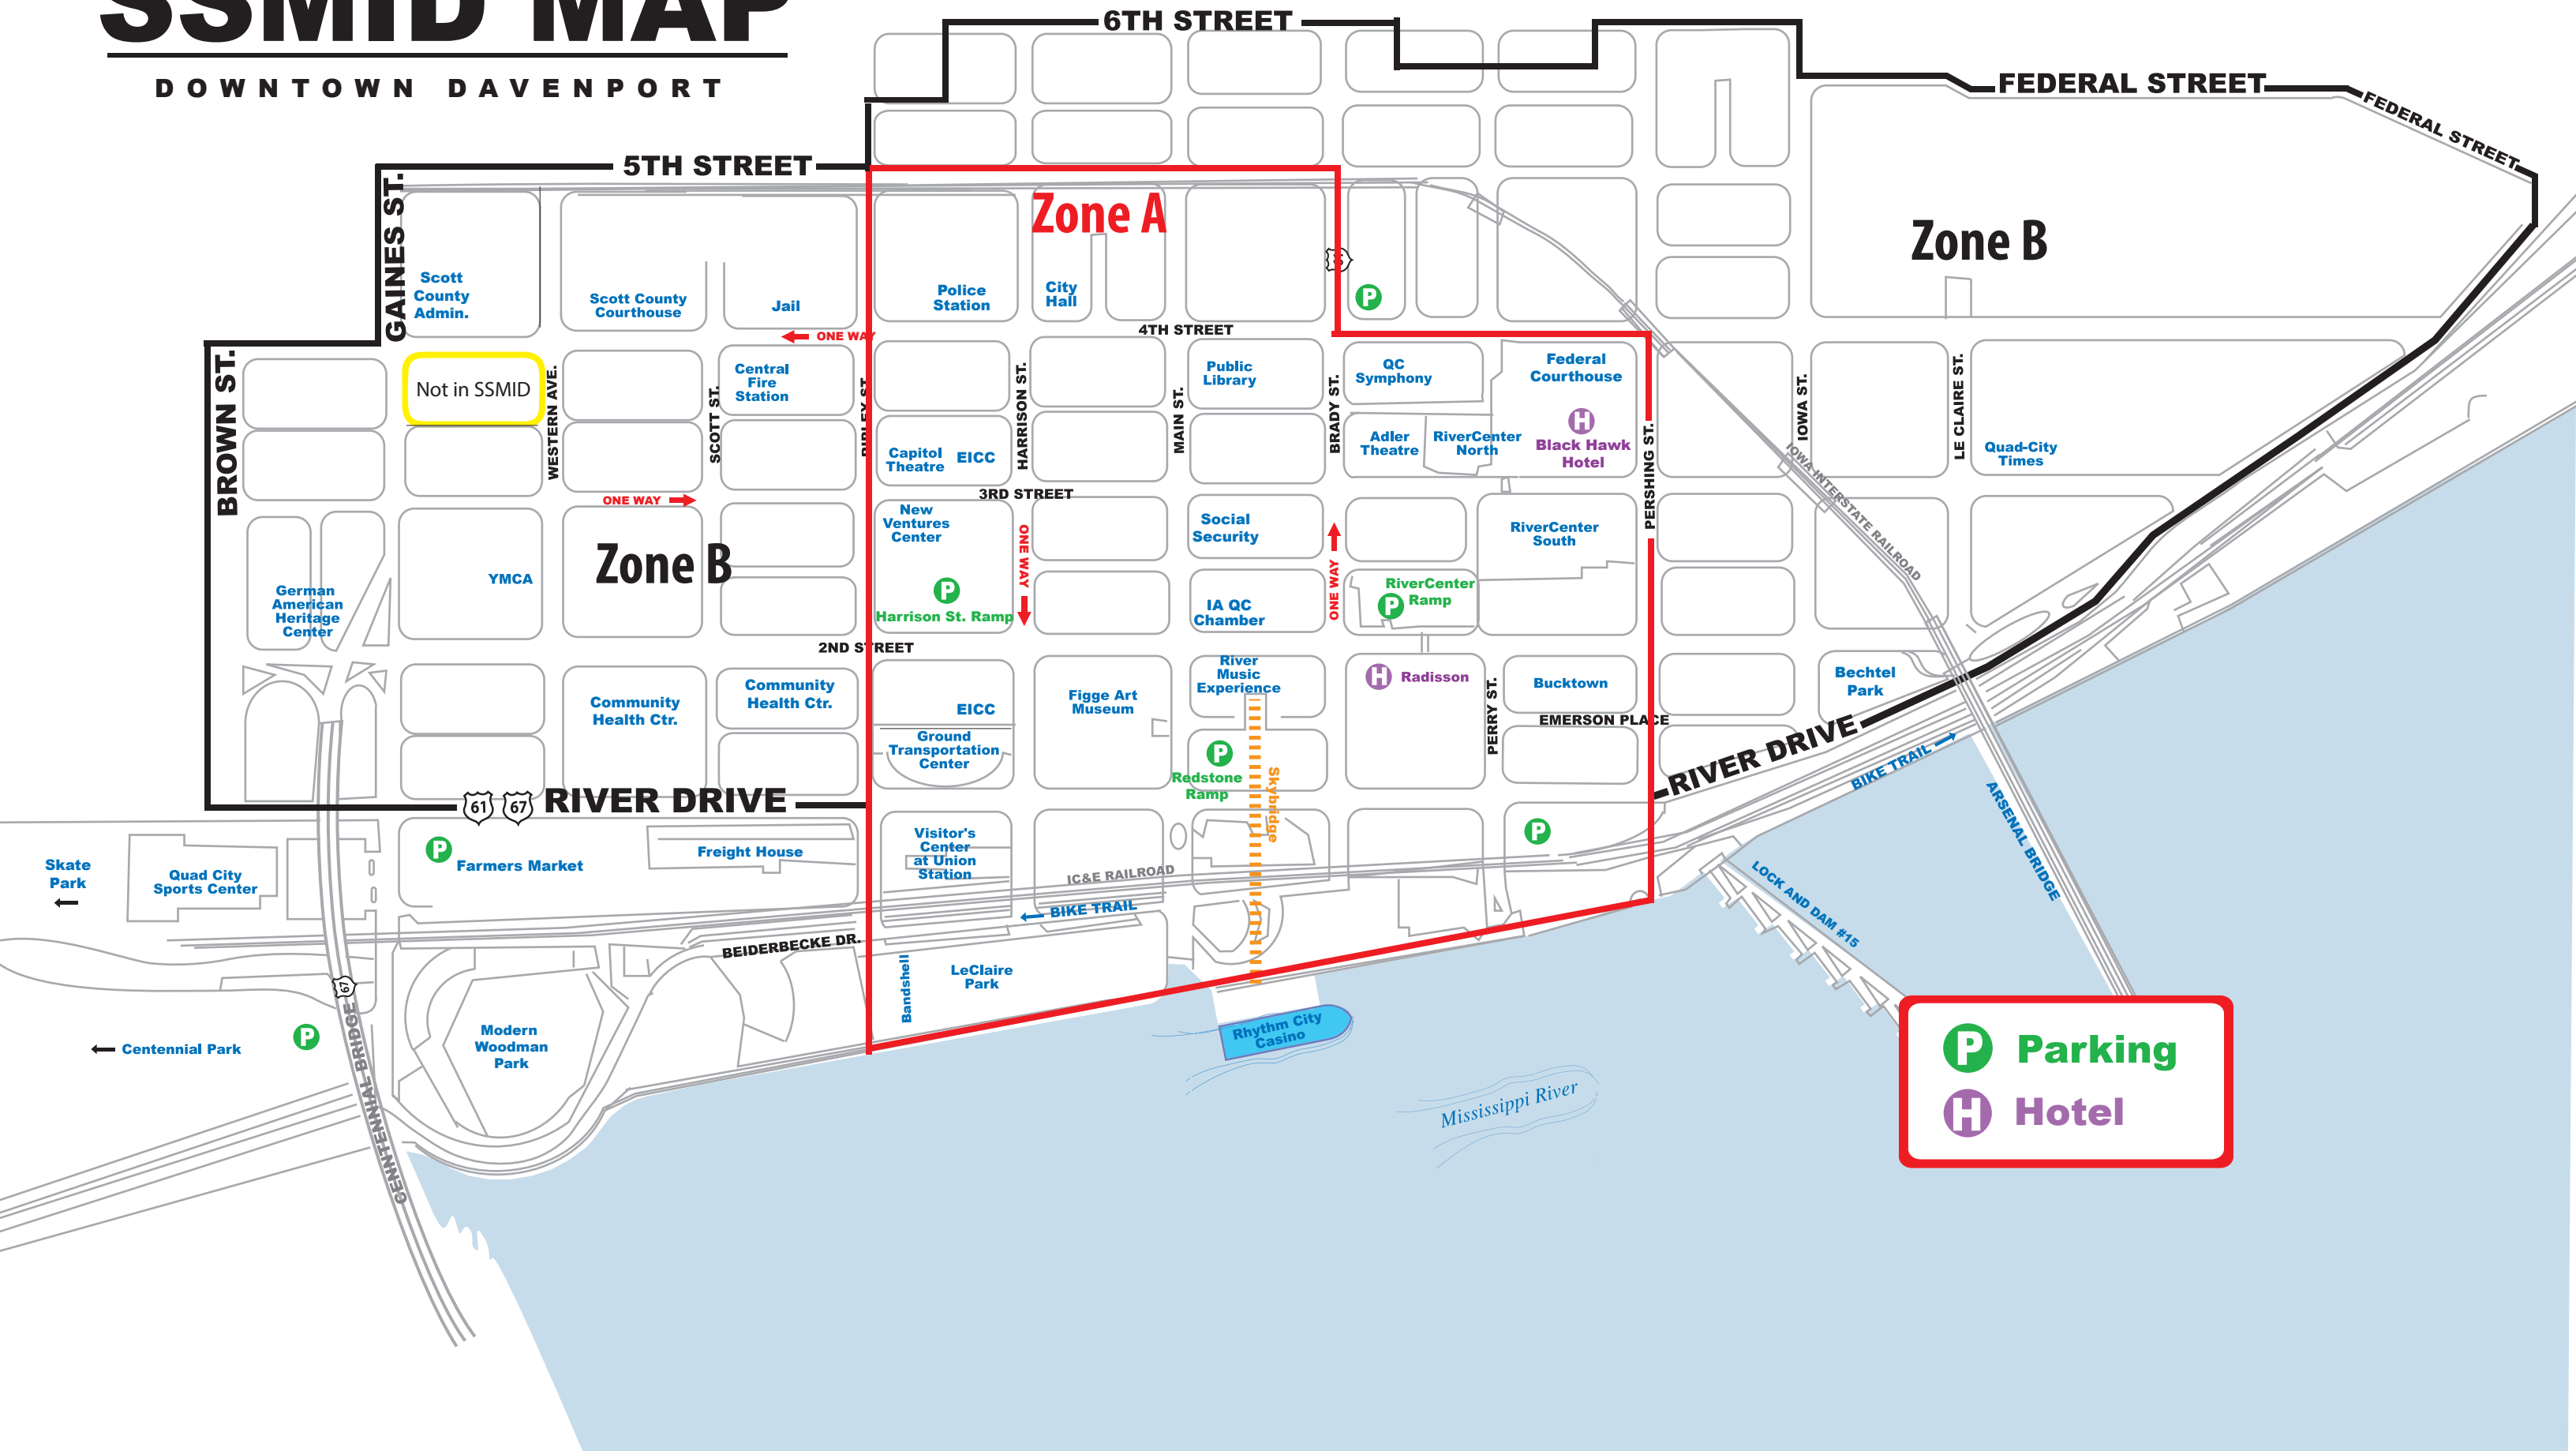 SSMID MAP
DOWNTOWN DAVENPORT
6TH STREET
FEDERAL STREET
FEDERAL STREET
5TH STREET
GAINES ST.
Zone A
Zone B
Scott
County
Admin.
Scott County
Courthouse
Jail
Police
Station
City
Hall
P
ONE WAY
4TH STREET
BROWN ST.
Not in SSMID
WESTERN AVE.
SCOTT ST.
Central
Fire
Station
HARRISON ST.
MAIN ST.
Public
Library
BRADY ST.
QC
Symphony
Federal
Courthouse
H
Black Hawk
Hotel
Adler
Theatre
RiverCenter
North
PERSHING ST.
IOWA ST.
LE CLAIRE ST.
Quad-City
Times
IOWA INTERSTATE RAILROAD
Capitol
Theatre
EICC
ONE WAY
3RD STREET
New
Ventures
Center
ONE WAY
Social
Security
ONE WAY
RiverCenter
South
Zone B
YMCA
German
American
Heritage
Center
P
Harrison St. Ramp
IA QC
Chamber
RiverCenter
P
Ramp
2ND STREET
Community
Health Ctr.
Community
Health Ctr.
EICC
Ground
Transportation
Center
Figge Art
Museum
River
Music
Experience
H
Radisson
PERRY ST.
Bucktown
EMERSON PLACE
Bechtel
Park
P
Redstone
Ramp
Skybridge
61
67
RIVER DRIVE
RIVER DRIVE
BIKE TRAIL
ARSENAL BRIDGE
Skate
Park
Quad City
Sports Center
P
Farmers Market
Freight House
Visitor's
Center
at Union
Station
IC&E RAILROAD
BIKE TRAIL
P
LOCK AND DAM #15
BEIDERBECKE DR.
Bandshell
LeClaire
Park
67
CENTENNIAL BRIDGE
Centennial Park
P
Modern
Woodman
Park
Rhythm City
Casino
Mississippi River
P
Parking
H
Hotel